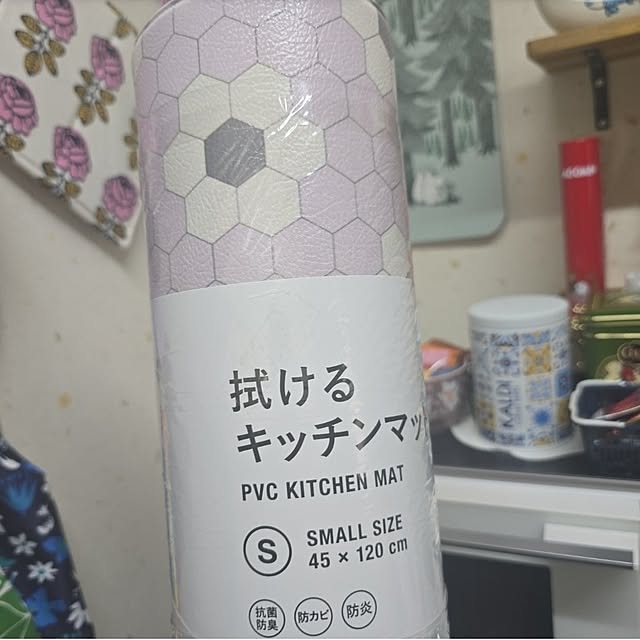 拭ける
キッチンマッ
PVC KITCHEN MAT
S
SMALL SIZE
45 × 120 cm
抗菌
防臭
防カビ
防炎
KALDI